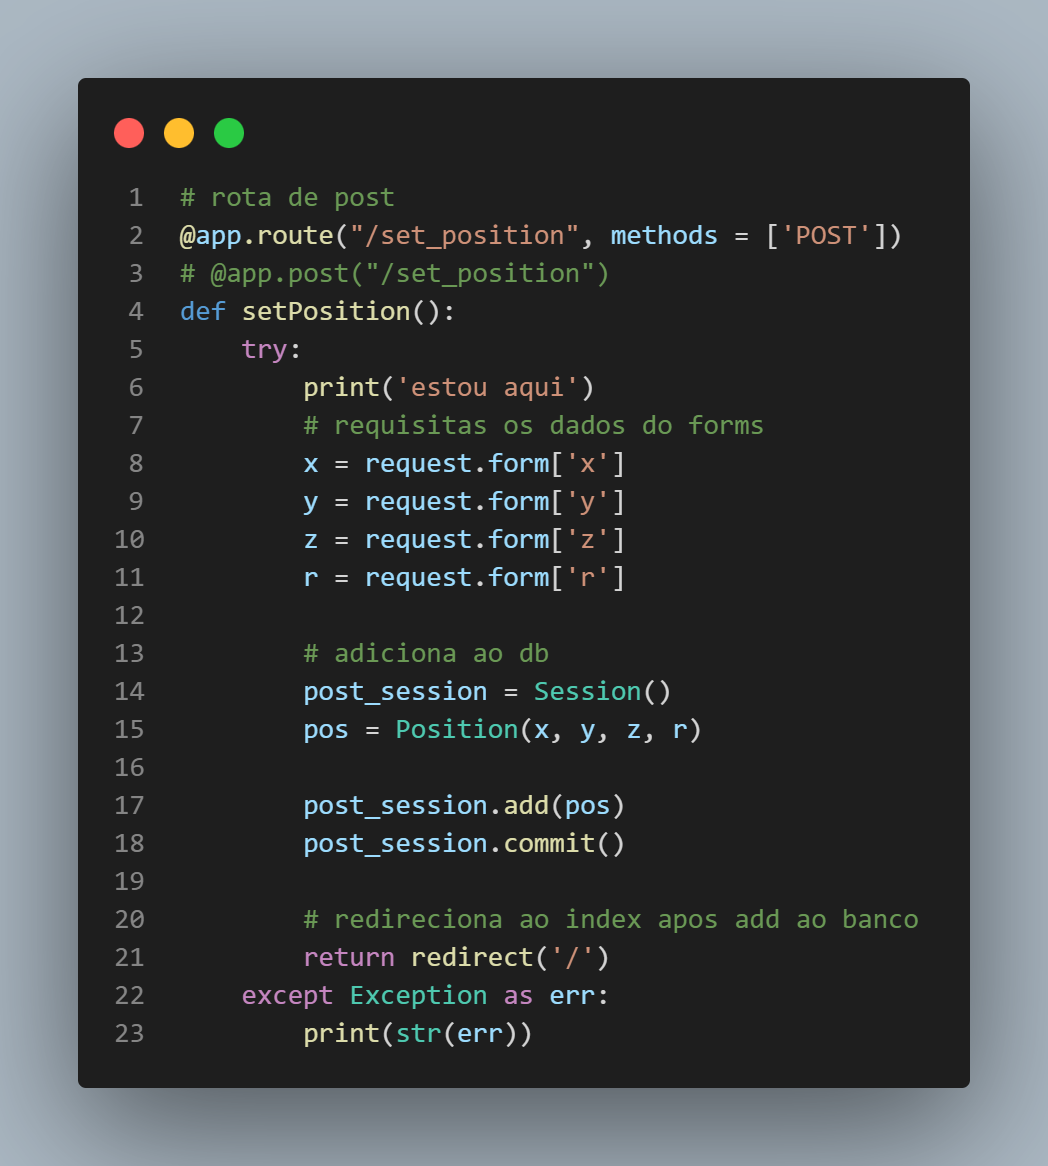 1 # rota de post
2 @app.route("/set_position", methods = ['POST'])
3 # @app.post("/set_position")
4 def setPosition():
5     try:
6         print('estou aqui')
7         # requisitas os dados do forms
8         x = request.form['x']
9         y = request.form['y']
10         z = request.form['z']
11         r = request.form['r']
12
13         # adiciona ao db
14         post_session = Session()
15         pos = Position(x, y, z, r)
16
17         post_session.add(pos)
18         post_session.commit()
19
20         # redireciona ao index apos add ao banco
21         return redirect('/')
22     except Exception as err:
23         print(str(err))